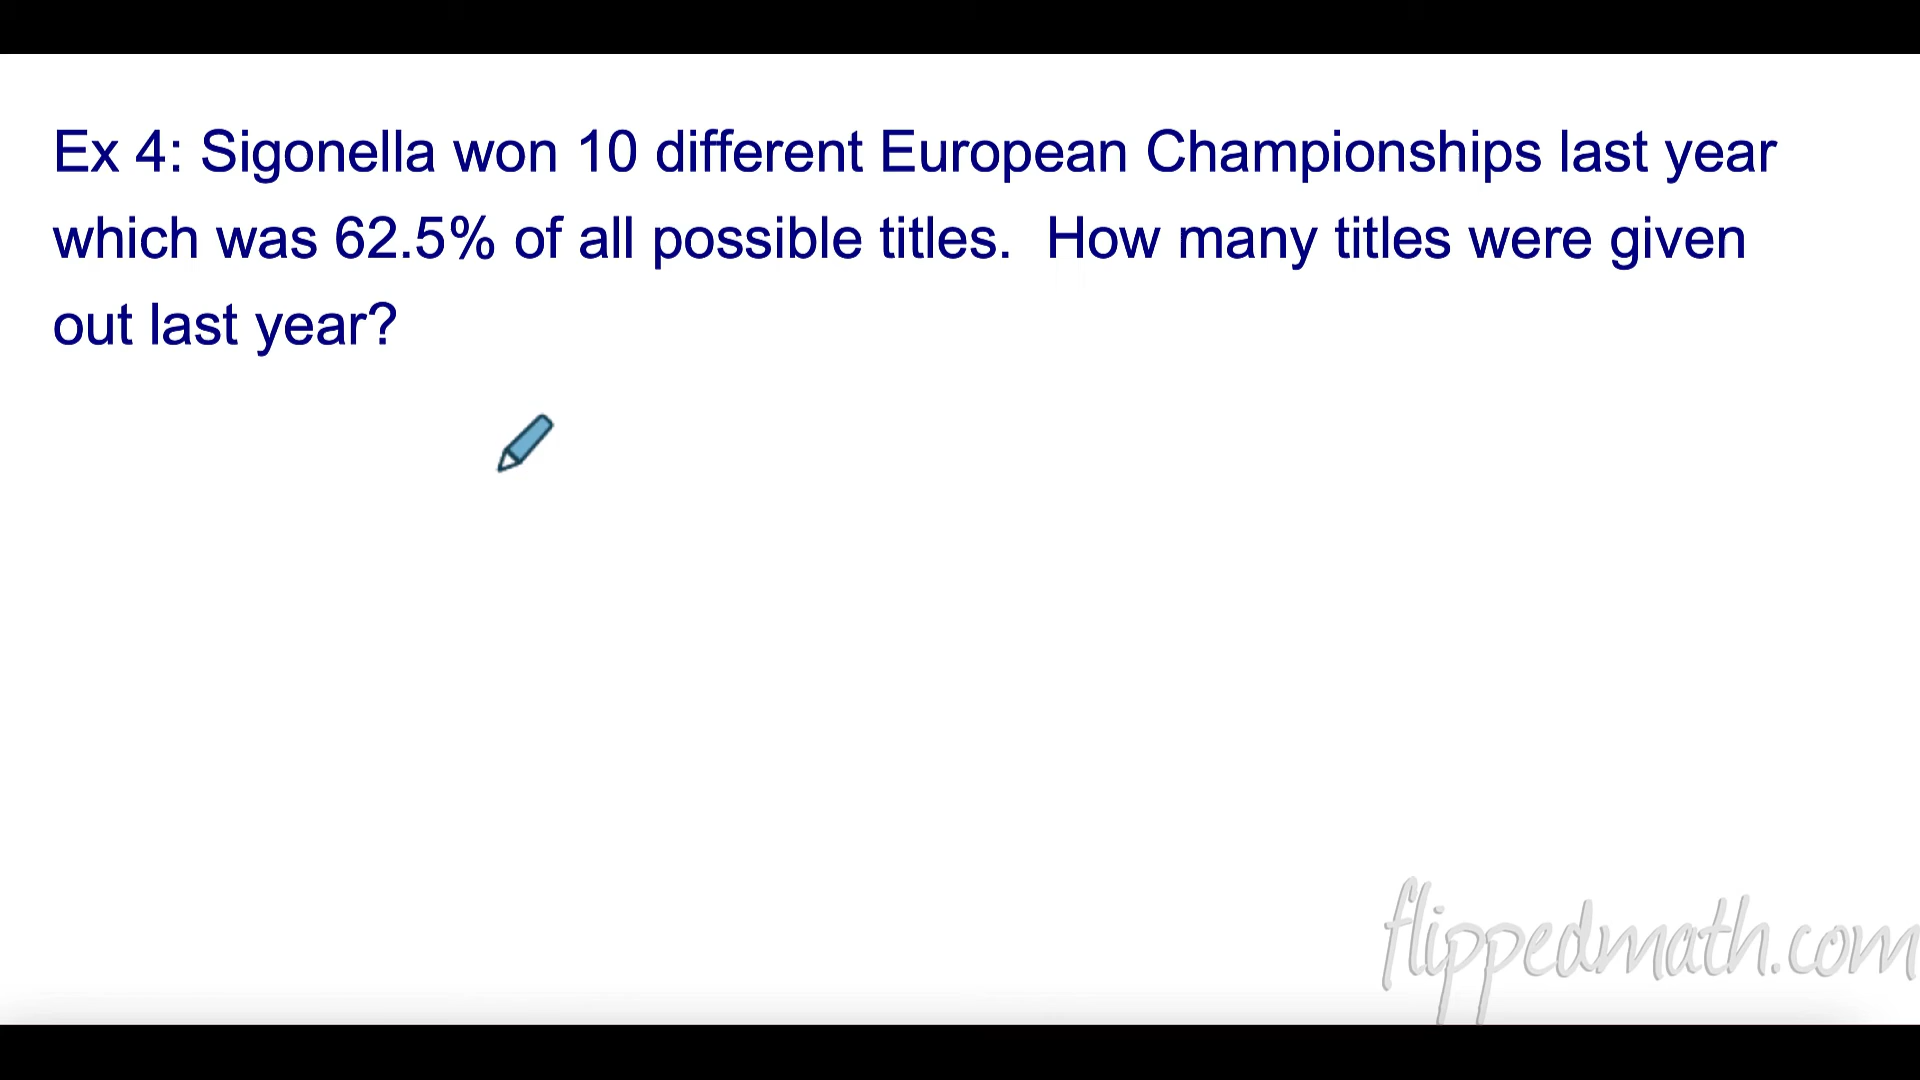 Ex 4: Sigonella won 10 different European Championships last year
which was 62.5% of all possible titles.  How many titles were given
out last year?
flippedmath.com